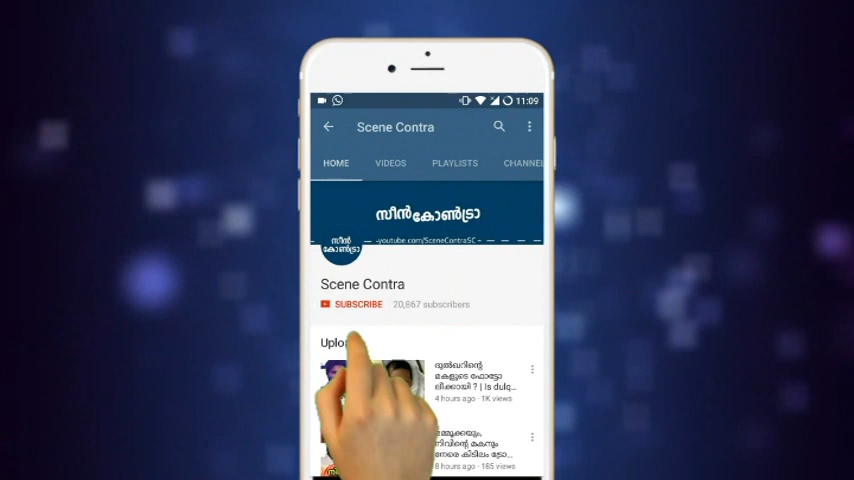 11:09
Scene Contra
HOME VIDEOS PLAYLISTS CHANNEL
സീൻകോൺട്രാ
youtube.com/SceneContraSC
സീൻ
കോൺട്രാ
Scene Contra
SUBSCRIBE 20,867 subscribers
ദുൽഖറിന്റെ
മകളുടെ ഫോട്ടോ
ലീക്കായി ? | Is dulq...
4 hours ago · 1K views
നിവിന്റെ മകനും
നേരെ കിടിലം ട്രോ...
8 hours ago · 185 views